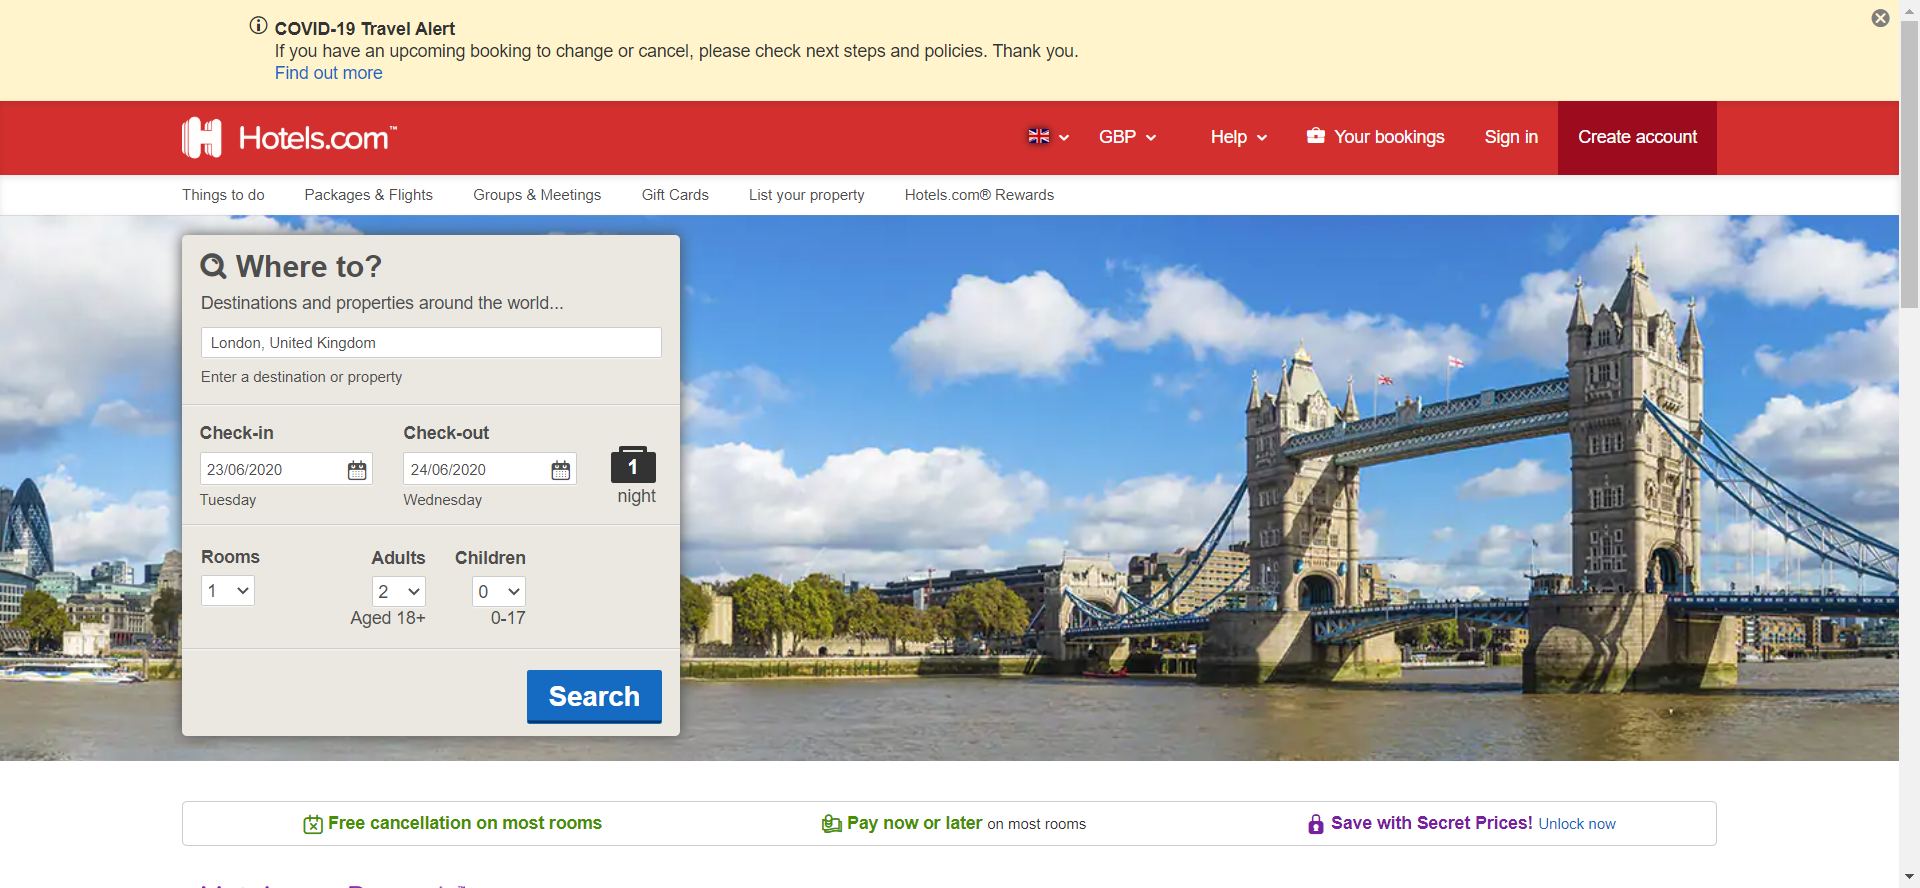 COVID-19 Travel Alert
If you have an upcoming booking to change or cancel, please check next steps and policies. Thank you.
Find out more
Hotels.com™
GBP
Help
Your bookings
Sign in
Create account
Things to do
Packages & Flights
Groups & Meetings
Gift Cards
List your property
Hotels.com® Rewards
Where to?
Destinations and properties around the world...
London, United Kingdom
Enter a destination or property
Check-in
Check-out
23/06/2020
24/06/2020
1
night
Tuesday
Wednesday
Rooms
Adults
Children
1
2
0
Aged 18+
0-17
Search
Free cancellation on most rooms
Pay now or later on most rooms
Save with Secret Prices! Unlock now